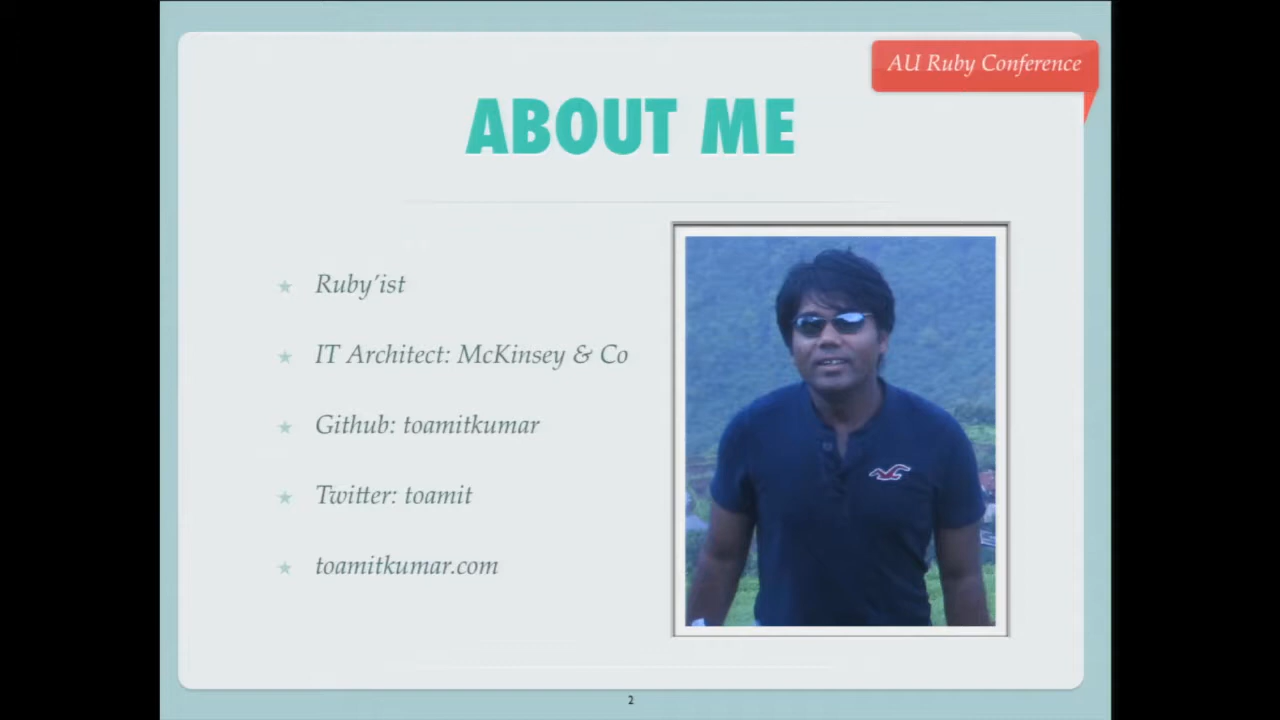 AU Ruby Conference
ABOUT ME
Ruby'ist
IT Architect: McKinsey & Co
Github: toamitkumar
Twitter: toamit
toamitkumar.com
2